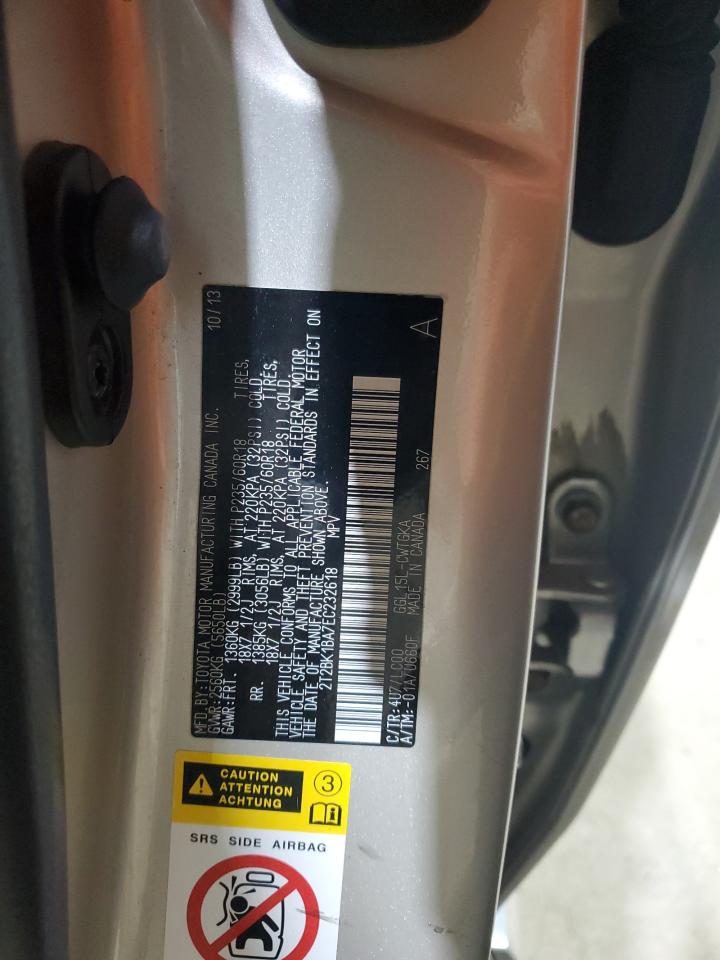 MFD.BY:TOYOTA MOTOR MANUFACTURING CANADA INC. 10/13
GVWR:2560KG (5650LB)
GAWR:FRT. 1360KG (2999LB) WITH P235/60R18 TIRES,
18X7 1/2J RIMS, AT 220KPA (32PSI) COLD
RR. 1385KG (3056LB) WITH P235/60R18 TIRES,
18X7 1/2J RIMS, AT 220KPA (32PSI) COLD
THIS VEHICLE CONFORMS TO ALL APPLICABLE FEDERAL MOTOR
VEHICLE SAFETY AND THEFT PREVENTION STANDARDS IN EFFECT ON
THE DATE OF MANUFACTURE SHOWN ABOVE.
2T2BK1BA7EC232618 MPV
C/TR:4U7/LC00 GGL15L-CWTGKA 267 A
A/TM:-01A/U660F MADE IN CANADA
CAUTION
ATTENTION
ACHTUNG
3
SRS SIDE AIRBAG